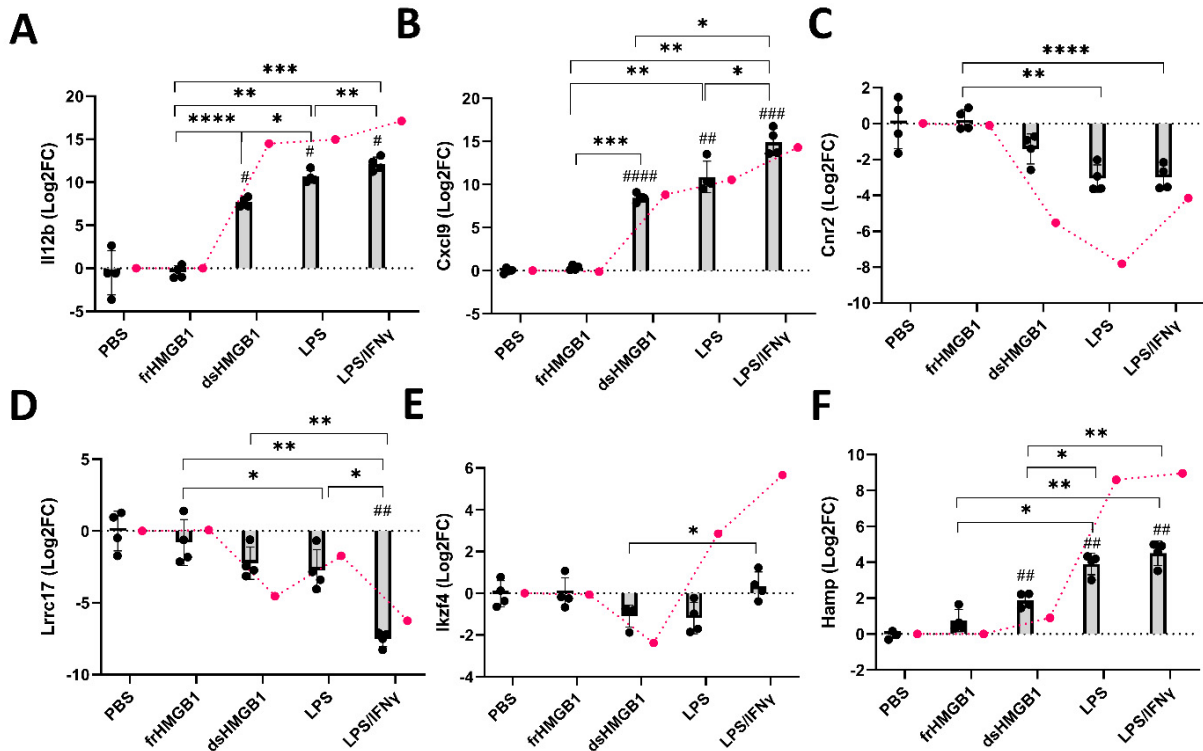 A
Il12b (Log2FC)
20
15
10
5
0
-5
***
**
**
****
*
#
#
#
PBS
frHMGB1
dsHMGB1
LPS
LPS/IFNγ
B
Cxcl9 (Log2FC)
20
15
10
5
0
-5
*
**
**
*
***
####
##
###
PBS
frHMGB1
dsHMGB1
LPS
LPS/IFNγ
C
Cnr2 (Log2FC)
2
0
-2
-4
-6
-8
-10
****
**
PBS
frHMGB1
dsHMGB1
LPS
LPS/IFNγ
D
Lrrc17 (Log2FC)
5
0
-5
-10
**
**
*
*
##
PBS
frHMGB1
dsHMGB1
LPS
LPS/IFNγ
E
Ikzf4 (Log2FC)
6
4
2
0
-2
-4
*
PBS
frHMGB1
dsHMGB1
LPS
LPS/IFNγ
F
Hamp (Log2FC)
10
8
6
4
2
0
-2
**
*
**
*
##
##
##
PBS
frHMGB1
dsHMGB1
LPS
LPS/IFNγ